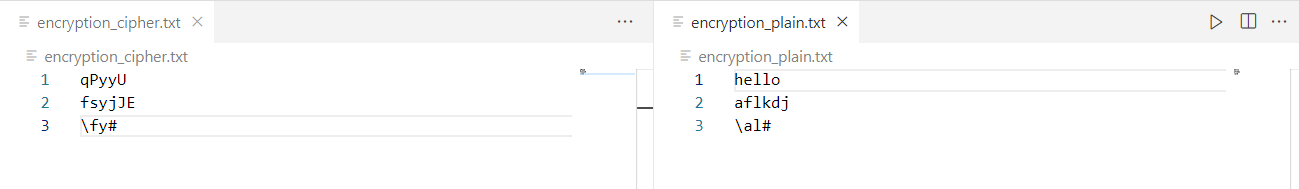 encryption_cipher.txt
encryption_cipher.txt
1 qPyyU
2 fsyjJE
3 \fy#
encryption_plain.txt
encryption_plain.txt
1 hello
2 aflkdj
3 \al#